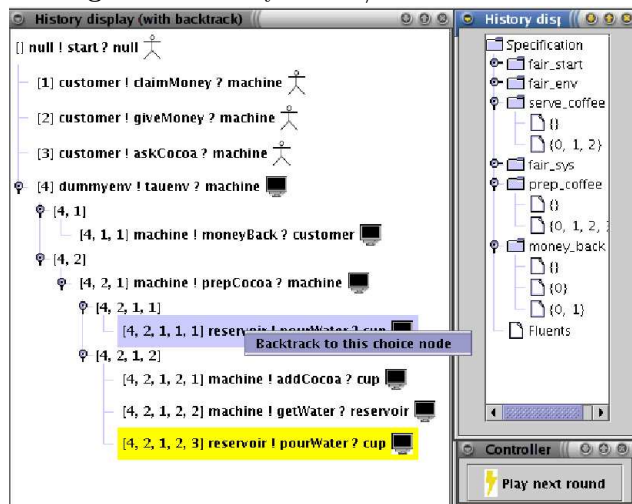 History display (with backtrack)
[] null ! start ? null
[1] customer ! claimMoney ? machine
[2] customer ! giveMoney ? machine
[3] customer ! askCocoa ? machine
[4] dummyenv ! tauenv ? machine
[4, 1]
[4, 1, 1] machine ! moneyBack ? customer
[4, 2]
[4, 2, 1] machine ! prepCocoa ? machine
[4, 2, 1, 1]
[4, 2, 1, 1, 1] reservoir ! pourWater ? cup
Backtrack to this choice node
[4, 2, 1, 2]
[4, 2, 1, 2, 1] machine ! addCocoa ? cup
[4, 2, 1, 2, 2] machine ! getWater ? reservoir
[4, 2, 1, 2, 3] reservoir ! pourWater ? cup
History disp
Specification
fair_start
fair_env
serve_coffee
{}
{0, 1, 2}
fair_sys
prep_coffee
{}
{0, 1, 2, 
money_back
{}
{0}
{0, 1}
Fluents
Controller
Play next round